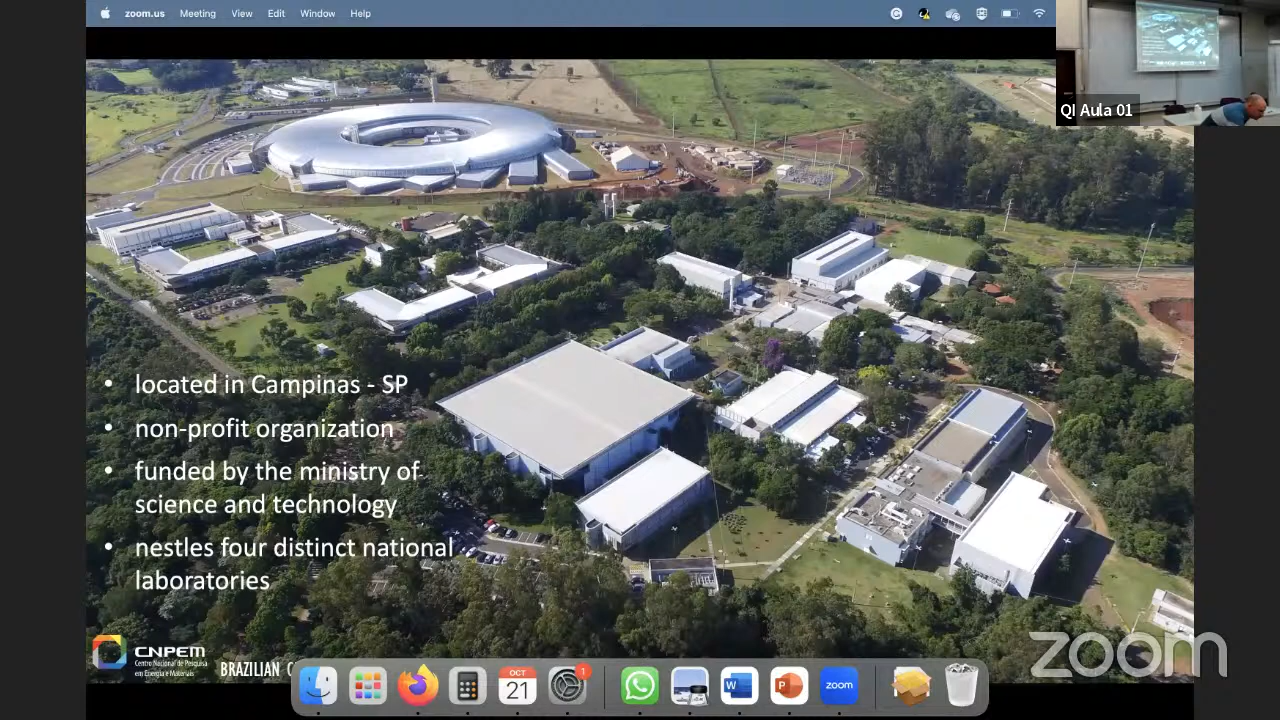 zoom.us Meeting View Edit Window Help
QI Aula 01
• located in Campinas - SP
• non-profit organization
• funded by the ministry of
science and technology
• nestles four distinct national
laboratories
CNPEM
Centro Nacional de Pesquisa
em Energia e Materiais
BRAZILIAN C
OCT
21
1
W
P
zoom
zoom